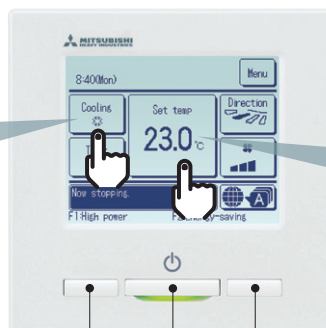 MITSUBISHI
HEAVY INDUSTRIES
8:40(Mon)
Menu
Cooling
Set temp
Direction
23.0 °C
T
Now stopping.
A
F1:High power
F2:Energy-saving